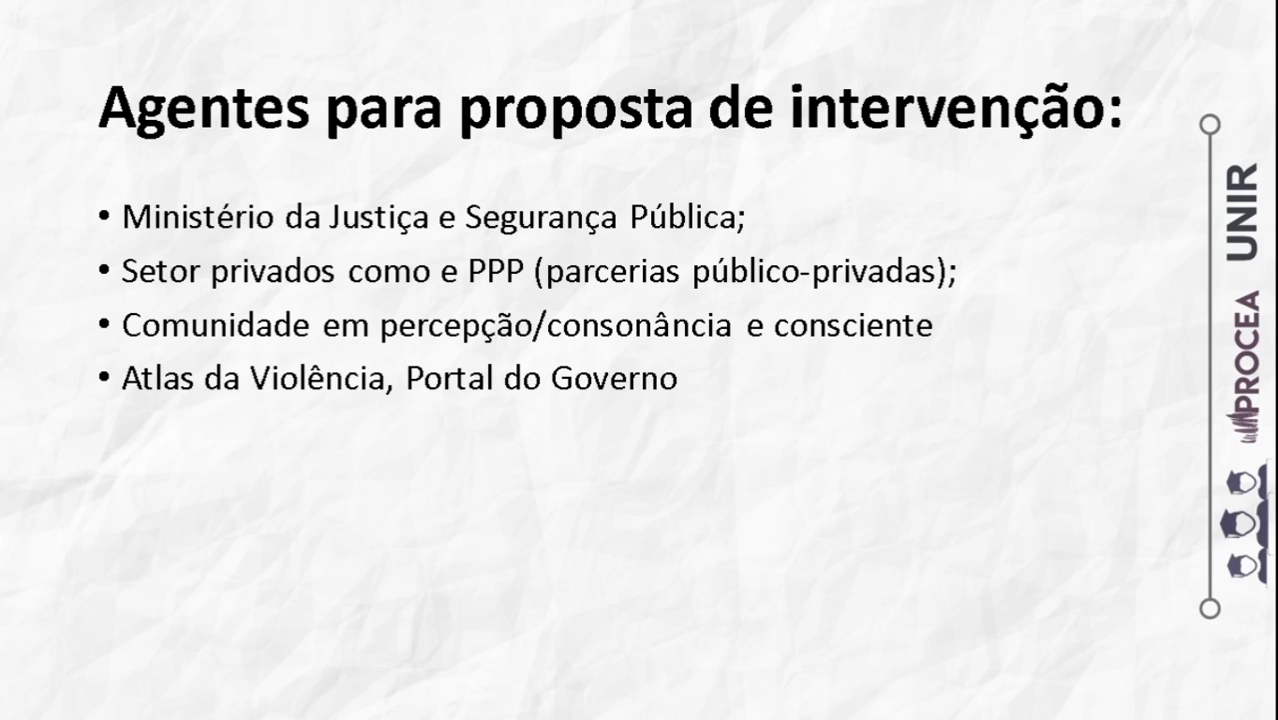 Agentes para proposta de intervenção:
• Ministério da Justiça e Segurança Pública;
• Setor privados como e PPP (parcerias público-privadas);
• Comunidade em percepção/consonância e consciente
• Atlas da Violência, Portal do Governo
UNIR
PROCEA